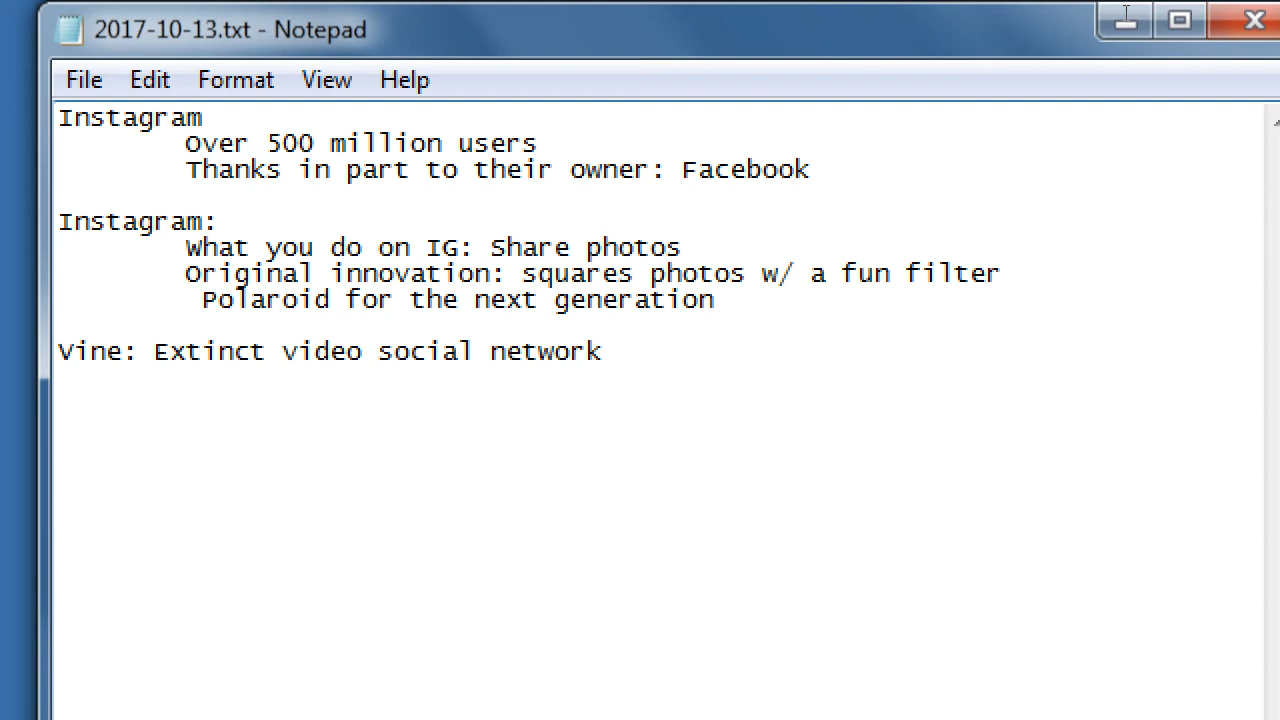 2017-10-13.txt - Notepad
File Edit Format View Help
Instagram
Over 500 million users
Thanks in part to their owner: Facebook
Instagram:
What you do on IG: Share photos
Original innovation: squares photos w/ a fun filter
Polaroid for the next generation
Vine: Extinct video social network